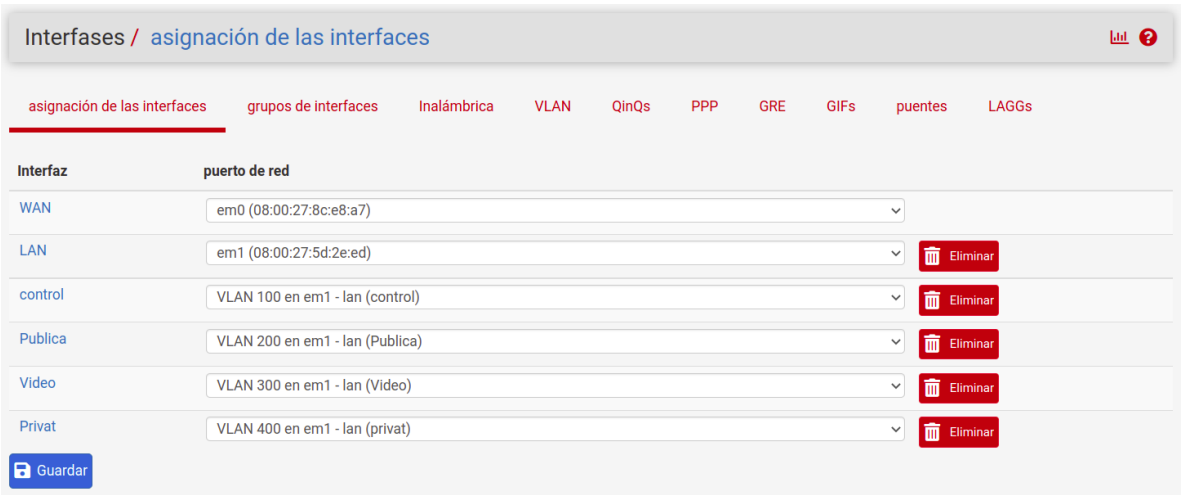 Interfases / asignación de las interfaces
asignación de las interfaces grupos de interfaces Inalámbrica VLAN QinQs PPP GRE GIFs puentes LAGGs
Interfaz puerto de red
WAN em0 (08:00:27:8c:e8:a7)
LAN em1 (08:00:27:5d:2e:ed) Eliminar
control VLAN 100 en em1 - lan (control) Eliminar
Publica VLAN 200 en em1 - lan (Publica) Eliminar
Video VLAN 300 en em1 - lan (Video) Eliminar
Privat VLAN 400 en em1 - lan (privat) Eliminar
Guardar